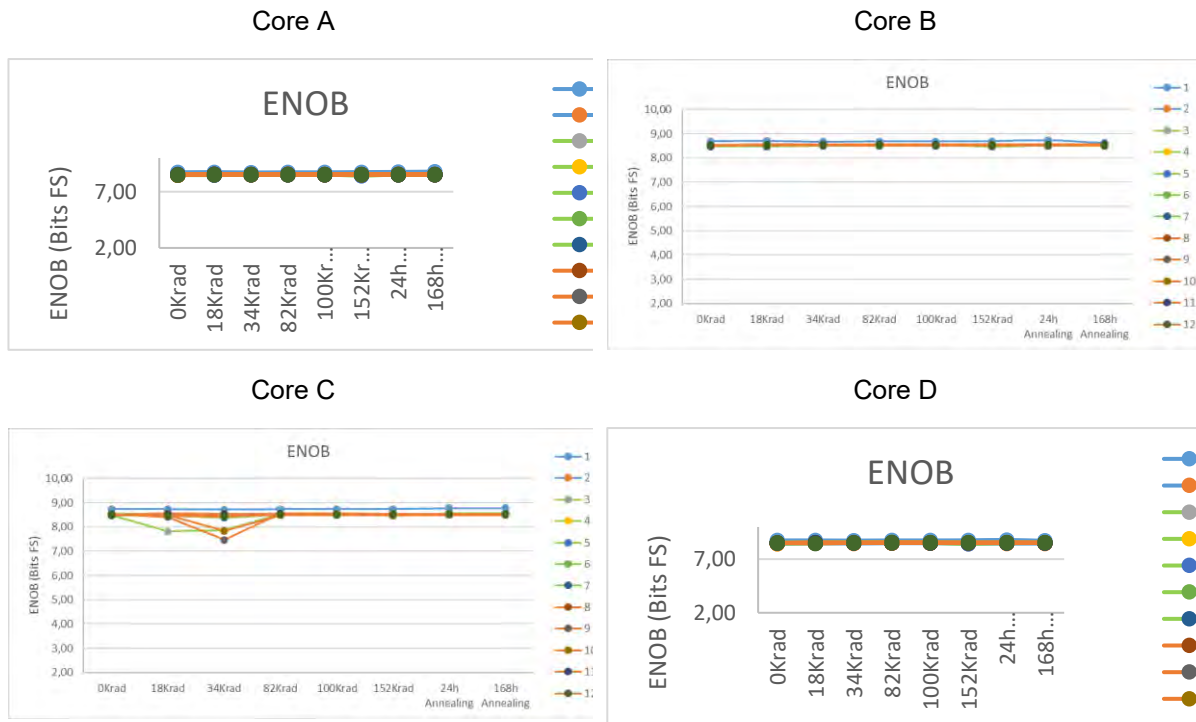 Core A
ENOB
ENOB (Bits FS)
7,00
2,00
0Krad
18Krad
34Krad
82Krad
100Kr...
152Kr...
24h...
168h...
Core B
ENOB
ENOB (Bits FS)
10,00
9,00
8,00
7,00
6,00
5,00
4,00
3,00
2,00
0Krad 18Krad 34Krad 82Krad 100Krad 152Krad 24h Annealing 168h Annealing
1
2
3
4
5
6
7
8
9
10
11
12
Core C
ENOB
ENOB (Bits FS)
10,00
9,00
8,00
7,00
6,00
5,00
4,00
3,00
2,00
0Krad 18Krad 34Krad 82Krad 100Krad 152Krad 24h Annealing 168h Annealing
1
2
3
4
5
6
7
8
9
10
11
12
Core D
ENOB
ENOB (Bits FS)
7,00
2,00
0Krad
18Krad
34Krad
82Krad
100Krad
152Krad
24h...
168h...